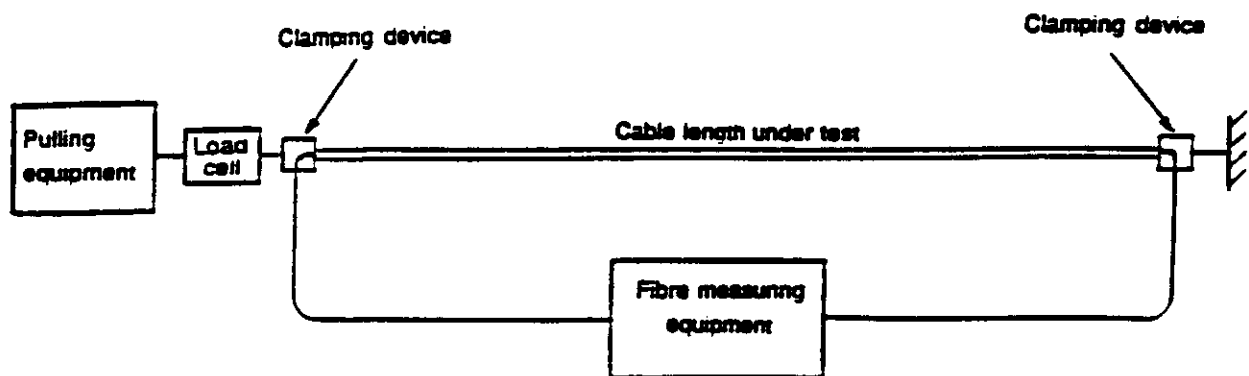 Clamping device
Clamping device
Pulling
equipment
Load
cell
Cable length under test
Fibre measuring
equipment